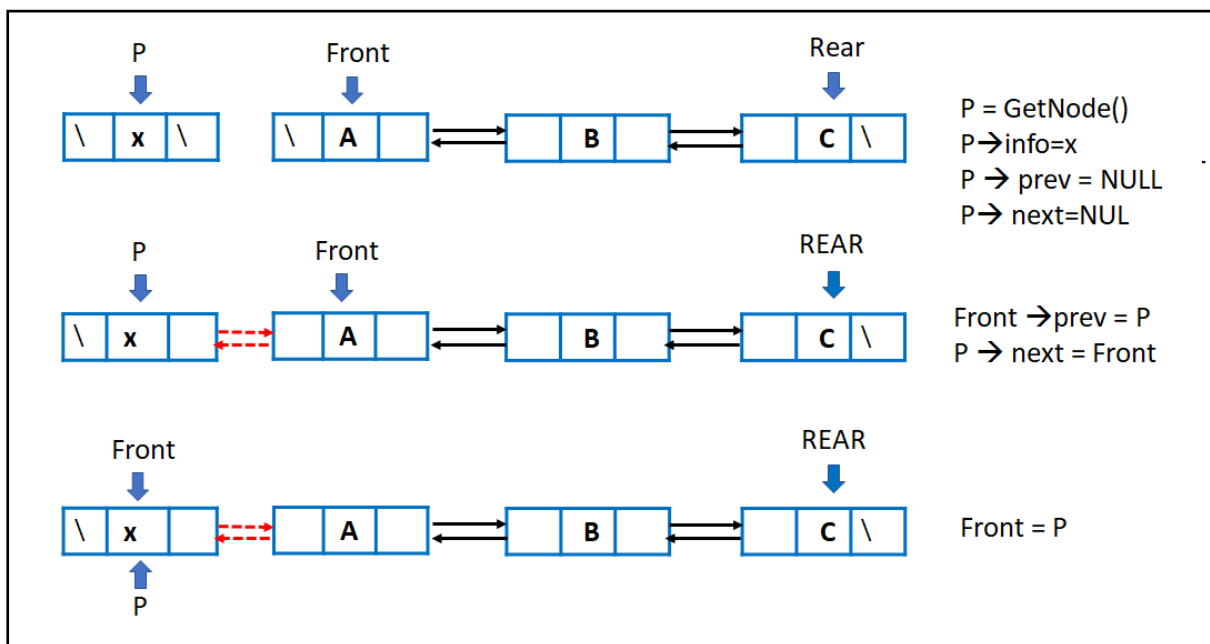 P Front Rear
\ x \ \ A B C \
P = GetNode()
P→info=x
P → prev = NULL
P→ next=NUL
P Front REAR
\ x A B C \
Front →prev = P
P → next = Front
Front REAR
\ x A B C \
Front = P
P